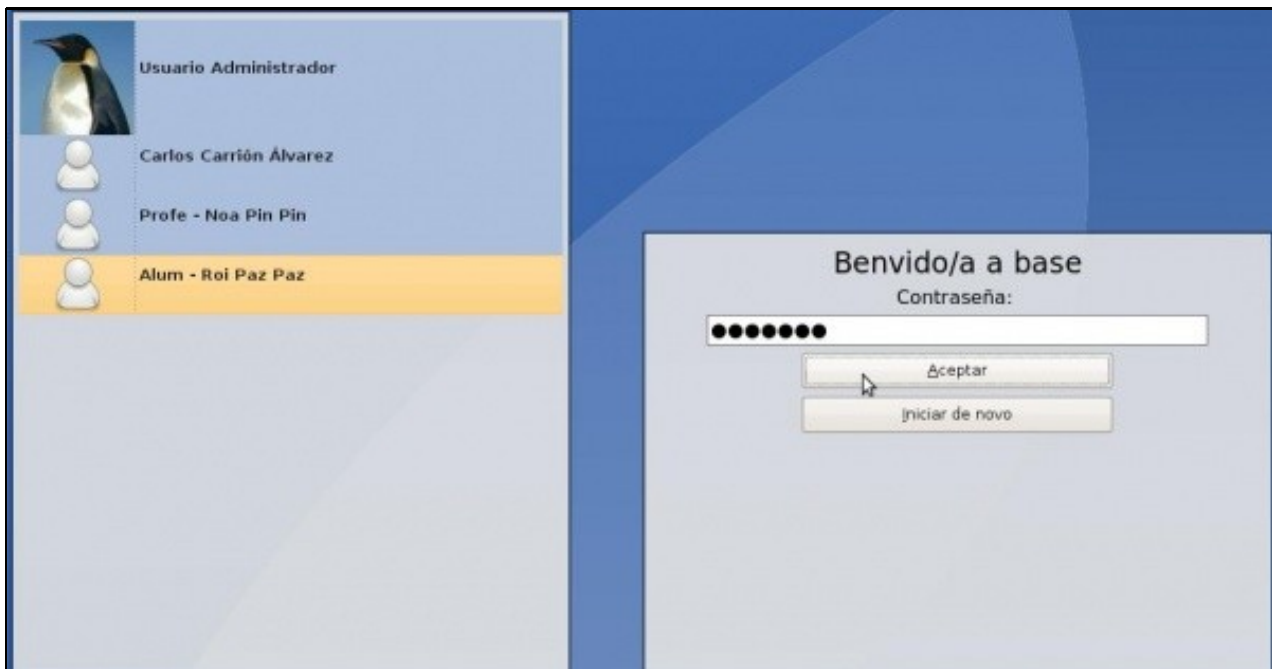 Usuario Administrador
Carlos Carrión Álvarez
Profe - Noa Pin Pin
Alum - Roi Paz Paz
Benvido/a a base
Contraseña:
●●●●●●●
Aceptar
Iniciar de novo